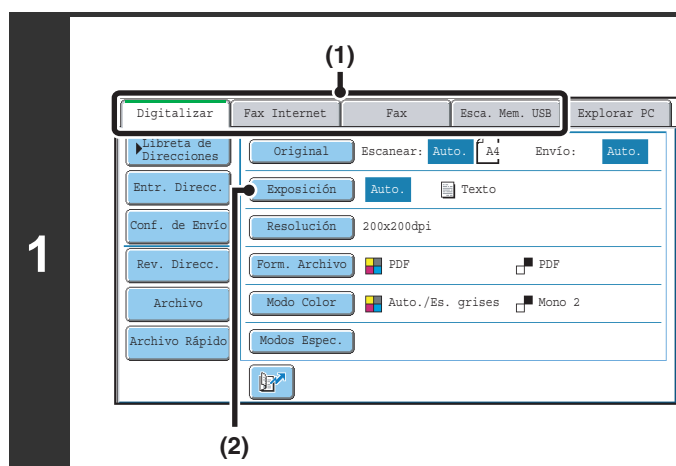 1
(1)
Digitalizar Fax Internet Fax Esca. Mem. USB Explorar PC
Libreta de
Direcciones
Original Escanear: Auto. A4 Envío: Auto.
Entr. Direcc.
Exposición Auto. Texto
Conf. de Envío
Resolución 200x200dpi
Rev. Direcc.
Form. Archivo PDF PDF
Archivo
Modo Color Auto./Es. grises Mono 2
Archivo Rápido
Modos Espec.
(2)